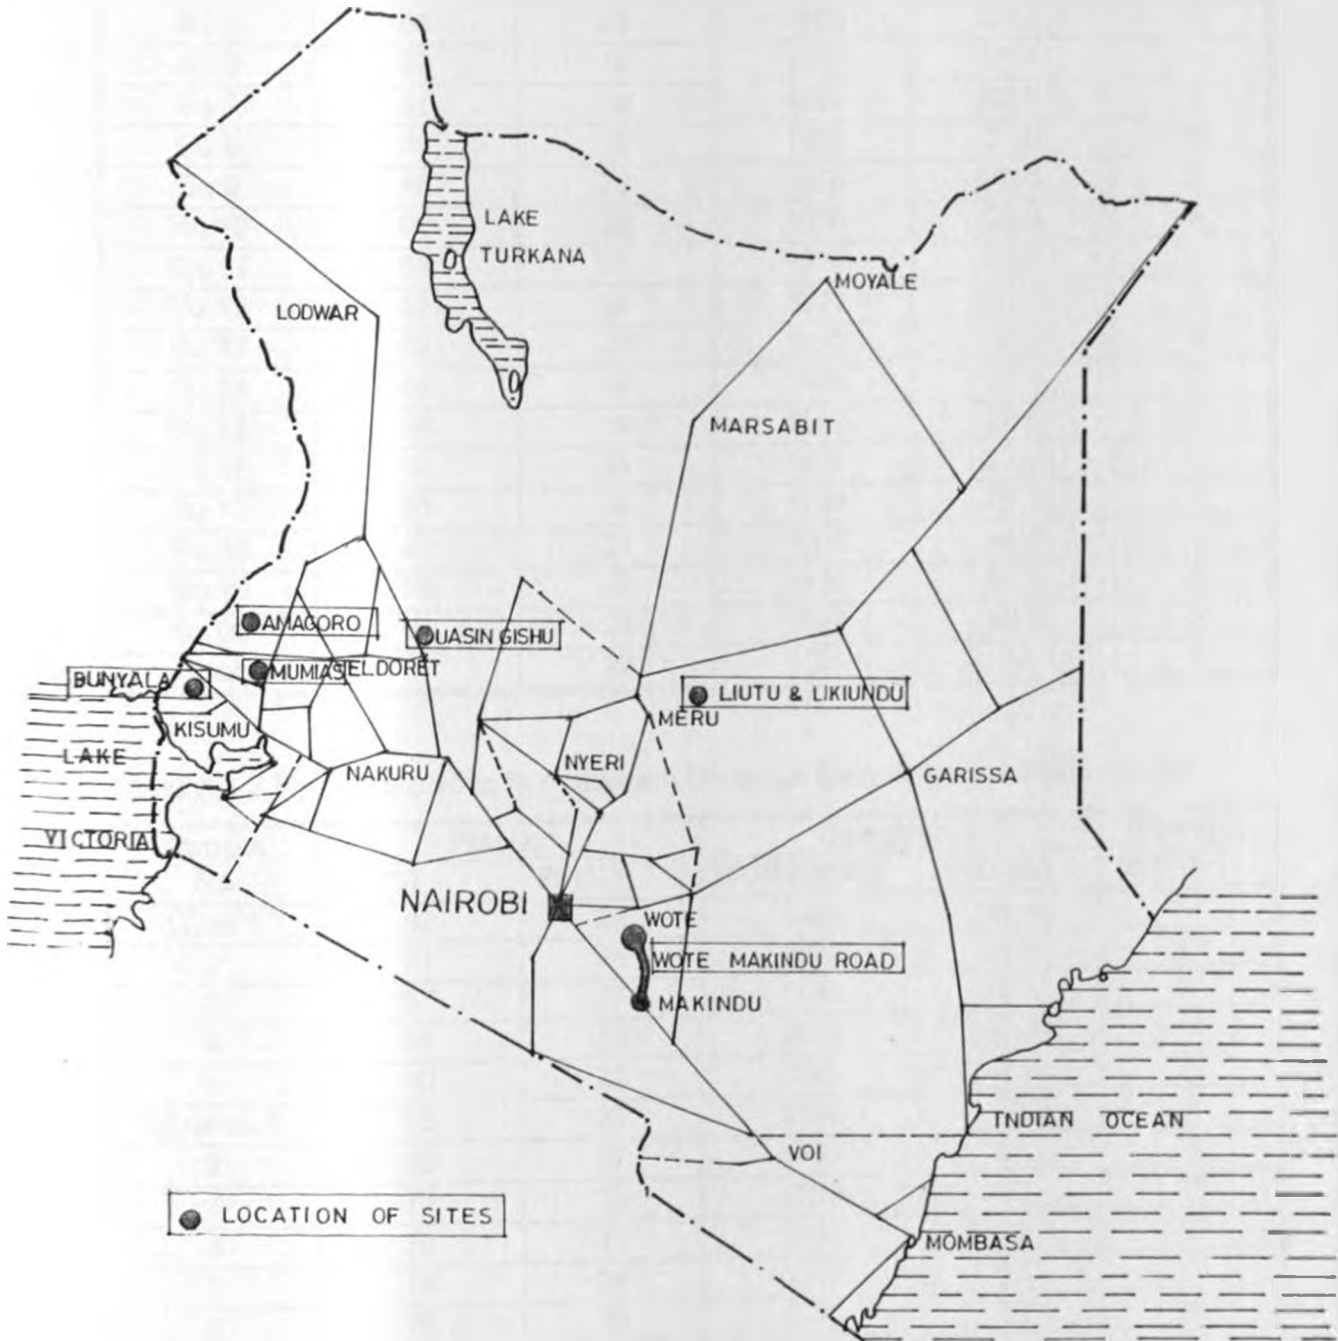 LAKE
TURKANA
MOYALE
LODWAR
MARSABIT
AMAGORO
UASIN GISHU
BUNYALA
MUMIAS
ELDORET
LIUTU & LIKIUNDU
MERU
KISUMU
LAKE
VICTORIA
NAKURU
NYERI
GARISSA
NAIROBI
WOTE
WOTE MAKINDU ROAD
MAKINDU
INDIAN OCEAN
VOI
LOCATION OF SITES
MOMBASA